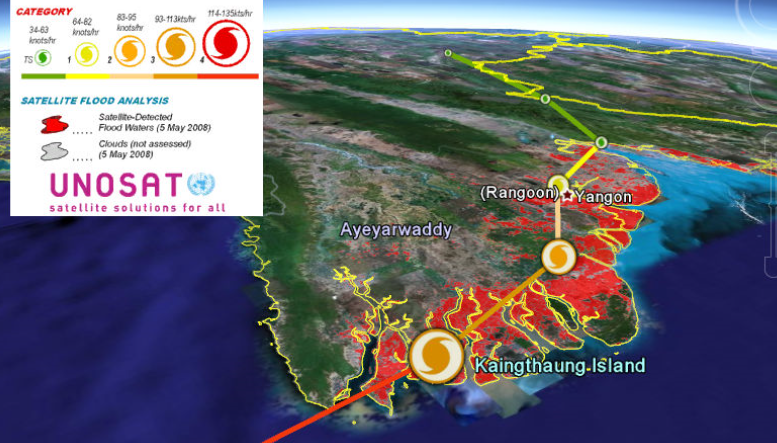 CATEGORY
34-63
knots/hr
64-82
knots/hr
83-95
knots/hr
93-113kts/hr
114-135kts/hr
TS
1
2
3
4
SATELLITE FLOOD ANALYSIS
Satellite-Detected
Flood Waters (5 May 2008)
Clouds (not assessed)
(5 May 2008)
UNOSAT
satellite solutions for all
(Rangoon)
Yangon
Ayeyarwaddy
Kaingthaung Island